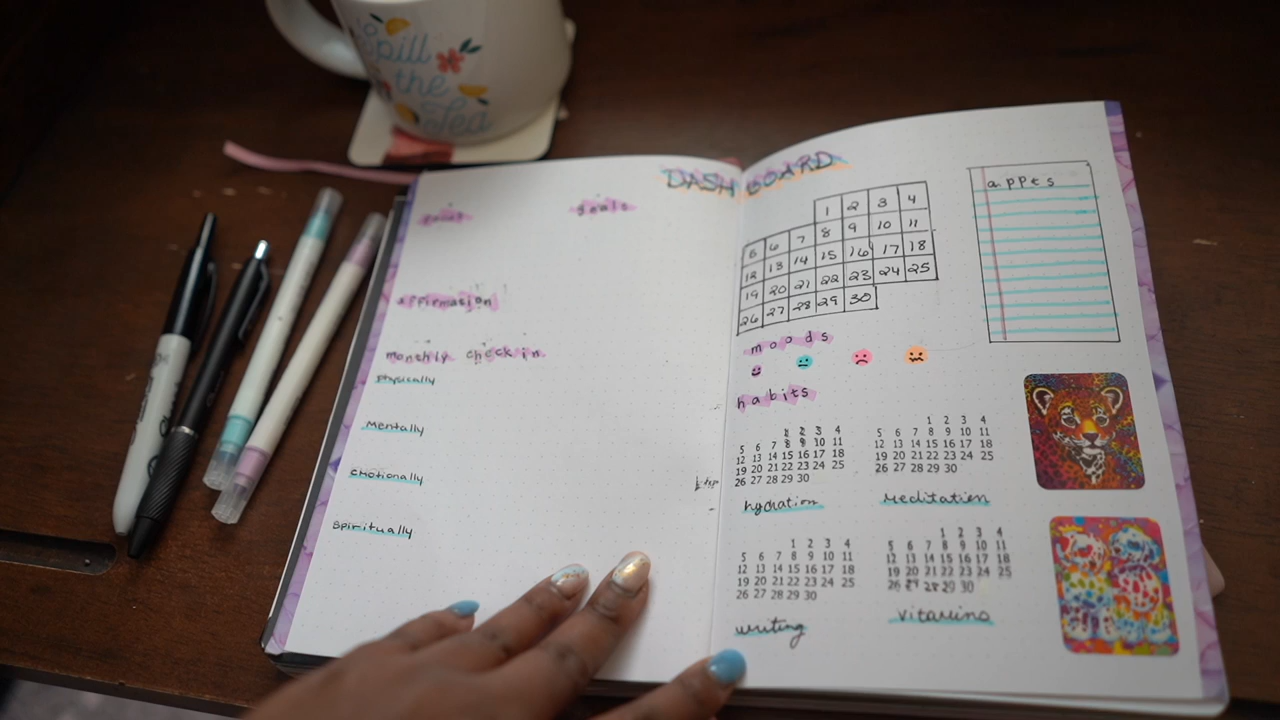 to
Spill
the
Tea
DASHBOARD
goals
affirmation
monthly check in
Physically
Mentally
Emotionally
Spiritually
1 2 3 4
5 6 7 8 9 10 11
12 13 14 15 16 17 18
19 20 21 22 23 24 25
26 27 28 29 30
appts
moods
habits
1 2 3 4
5 6 7 8 9 10 11
12 13 14 15 16 17 18
19 20 21 22 23 24 25
26 27 28 29 30
hydration
1 2 3 4
5 6 7 8 9 10 11
12 13 14 15 16 17 18
19 20 21 22 23 24 25
26 27 28 29 30
meditation
1 2 3 4
5 6 7 8 9 10 11
12 13 14 15 16 17 18
19 20 21 22 23 24 25
26 27 28 29 30
writing
1 2 3 4
5 6 7 8 9 10 11
12 13 14 15 16 17 18
19 20 21 22 23 24 25
26 27 28 29 30
vitamins